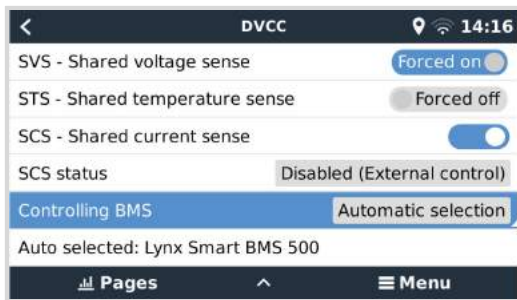 DVCC 14:16
SVS - Shared voltage sense Forced on
STS - Shared temperature sense Forced off
SCS - Shared current sense
SCS status Disabled (External control)
Controlling BMS Automatic selection
Auto selected: Lynx Smart BMS 500
Pages Menu